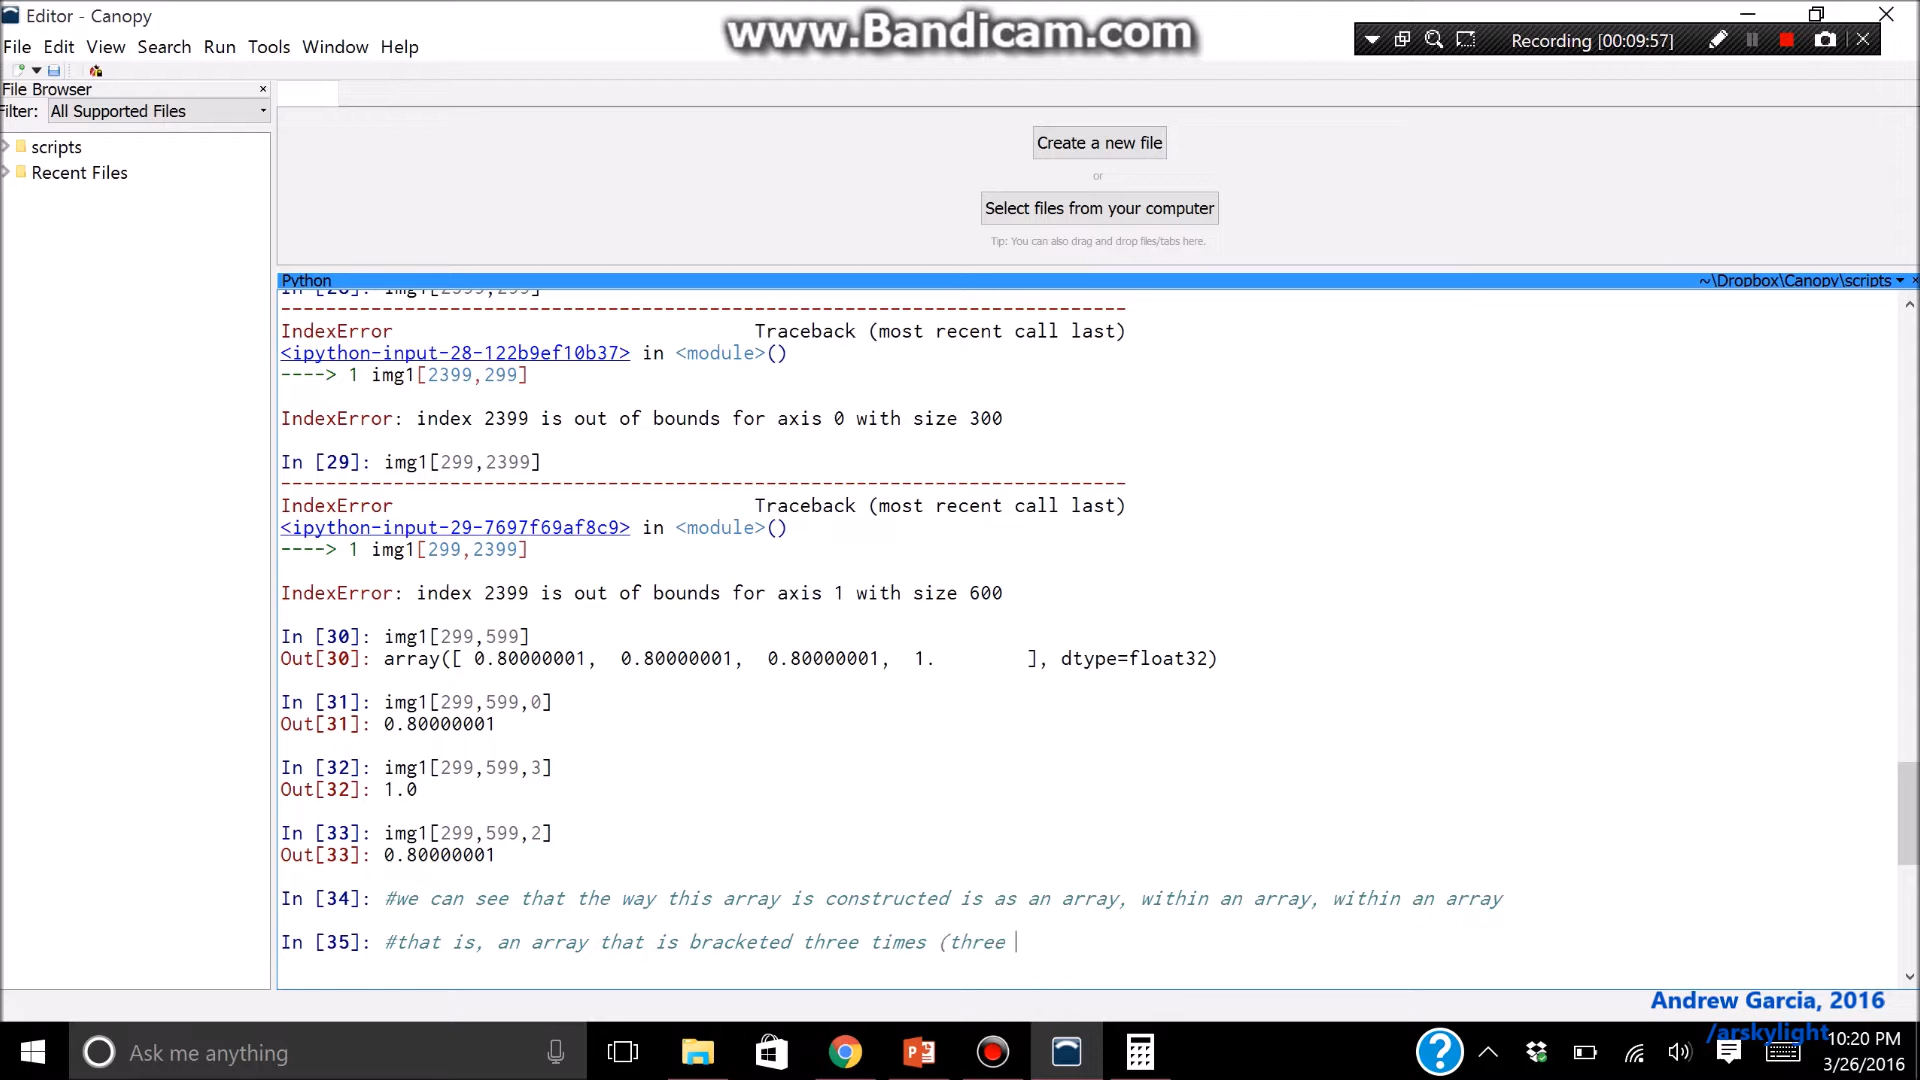 Editor - Canopy
www.Bandicam.com
Recording [00:09:57]
File Edit View Search Run Tools Window Help
File Browser
Filter: All Supported Files
scripts
Recent Files
Create a new file
or
Select files from your computer
Tip: You can also drag and drop files/tabs here.
Python
~\Dropbox\Canopy\scripts
In [28]: img1[2399,299]
---------------------------------------------------------------------------
IndexError Traceback (most recent call last)
<ipython-input-28-122b9ef10b37> in <module>()
----> 1 img1[2399,299]
IndexError: index 2399 is out of bounds for axis 0 with size 300
In [29]: img1[299,2399]
---------------------------------------------------------------------------
IndexError Traceback (most recent call last)
<ipython-input-29-7697f69af8c9> in <module>()
----> 1 img1[299,2399]
IndexError: index 2399 is out of bounds for axis 1 with size 600
In [30]: img1[299,599]
Out[30]: array([ 0.80000001, 0.80000001, 0.80000001, 1. ], dtype=float32)
In [31]: img1[299,599,0]
Out[31]: 0.80000001
In [32]: img1[299,599,3]
Out[32]: 1.0
In [33]: img1[299,599,2]
Out[33]: 0.80000001
In [34]: #we can see that the way this array is constructed is as an array, within an array, within an array
In [35]: #that is, an array that is bracketed three times (three
Andrew Garcia, 2016
/arskylight
Ask me anything
10:20 PM
3/26/2016